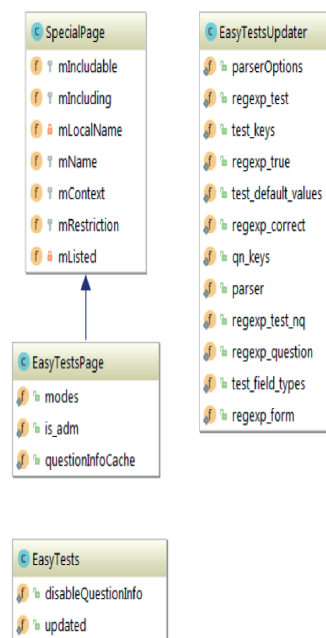 SpecialPage
mIncludable
mIncluding
mLocalName
mName
mContext
mRestriction
mListed
EasyTestsPage
modes
is_adm
questionInfoCache
EasyTests
disableQuestionInfo
updated
EasyTestsUpdater
parserOptions
regexp_test
test_keys
regexp_true
test_default_values
regexp_correct
qn_keys
parser
regexp_test_nq
regexp_question
test_field_types
regexp_form